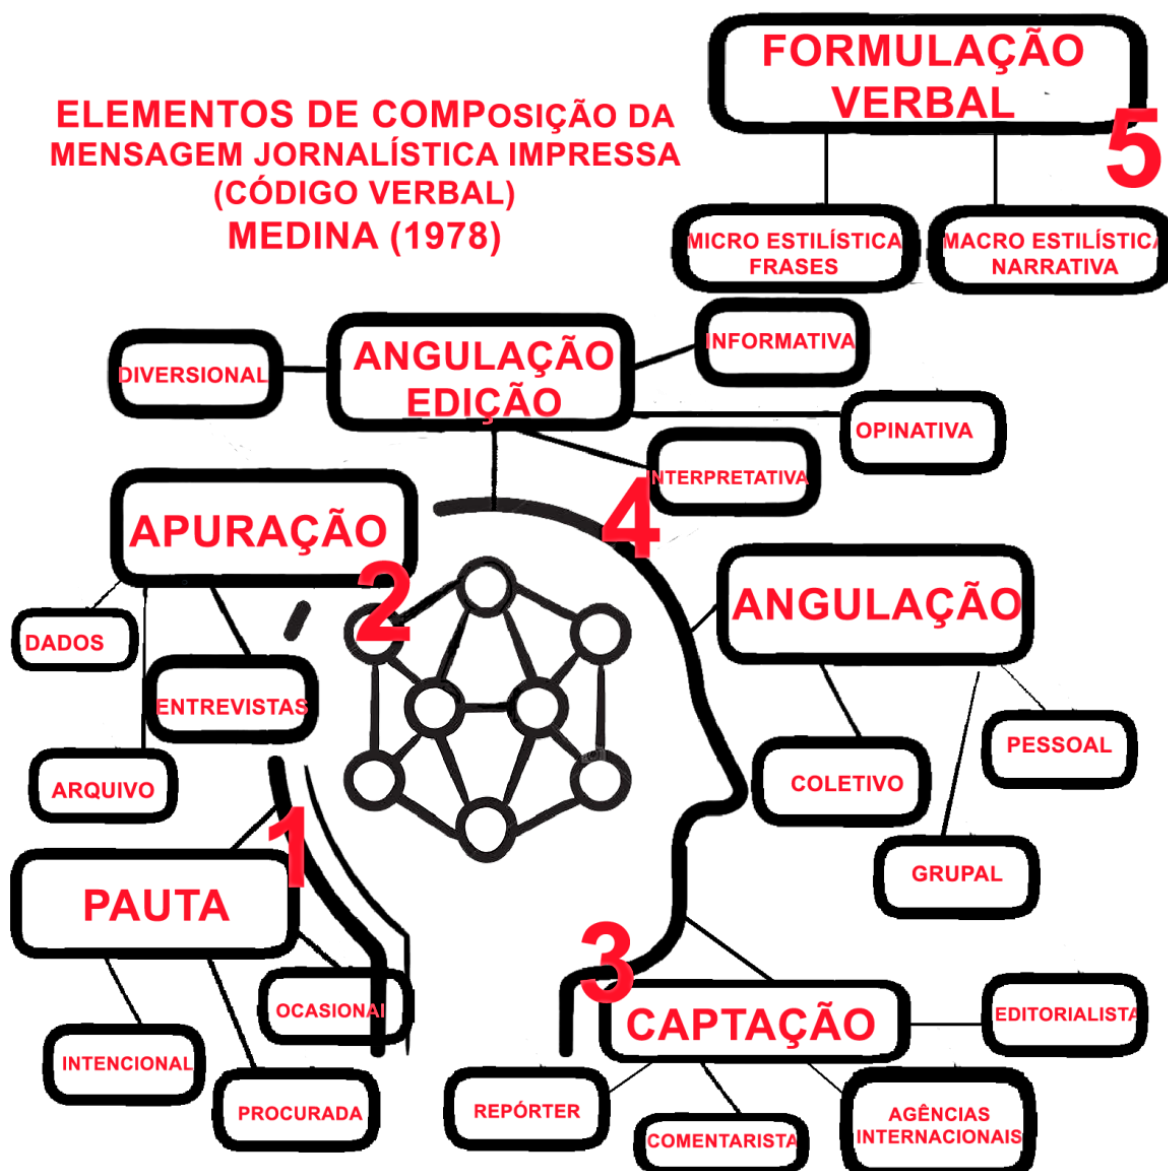 ELEMENTOS DE COMPOSIÇÃO DA
MENSAGEM JORNALÍSTICA IMPRESSA
(CÓDIGO VERBAL)
MEDINA (1978)
FORMULAÇÃO
VERBAL
5
MICRO ESTILÍSTICA
FRASES
MACRO ESTILÍSTICA
NARRATIVA
ANGULAÇÃO
EDIÇÃO
4
DIVERSIONAL
INFORMATIVA
OPINATIVA
INTERPRETATIVA
APURAÇÃO
2
DADOS
ENTREVISTAS
ARQUIVO
ANGULAÇÃO
COLETIVO
PESSOAL
GRUPAL
1
PAUTA
OCASIONAL
INTENCIONAL
PROCURADA
3
CAPTAÇÃO
EDITORIALISTA
REPÓRTER
COMENTARISTA
AGÊNCIAS
INTERNACIONAIS